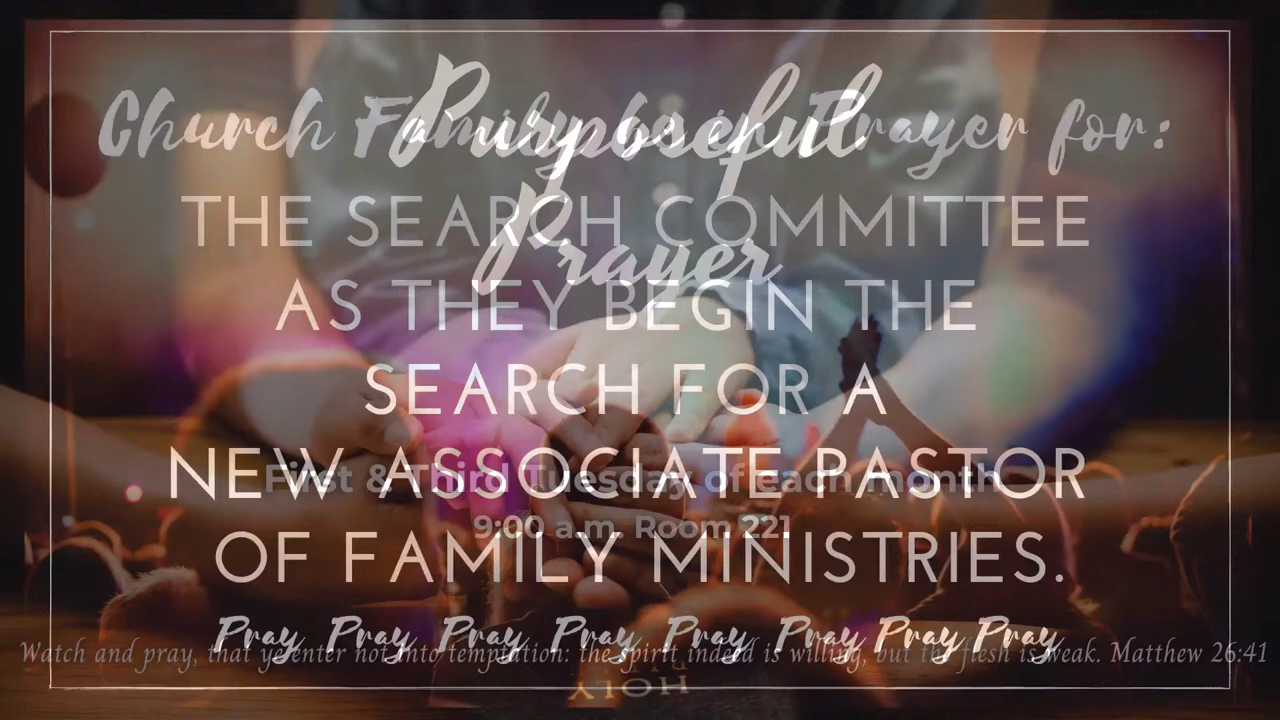 Church Family be in Prayer for:
THE SEARCH COMMITTEE
AS THEY BEGIN THE
SEARCH FOR A
NEW ASSOCIATE PASTOR
OF FAMILY MINISTRIES.
Pray Pray Pray Pray Pray Pray Pray Pray
Purposeful
Prayer
First & Third Tuesday of each month
9:00 a.m. Room 221
Watch and pray, that ye enter not into temptation: the spirit indeed is willing, but the flesh is weak. Matthew 26:41
HOLY